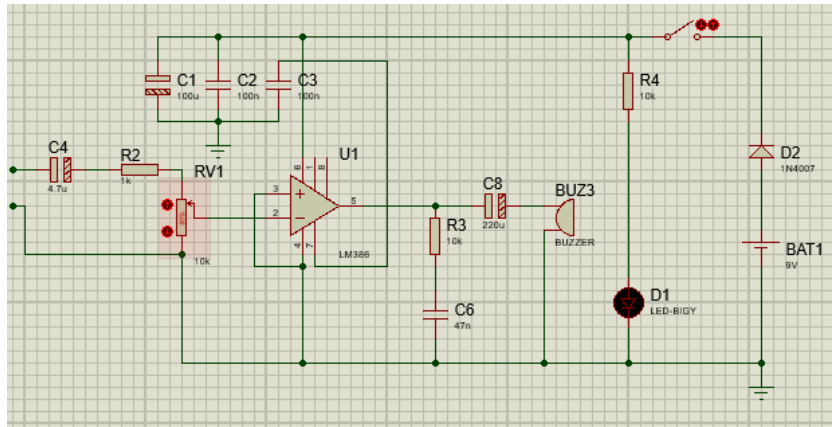 C1
100u
C2
100n
C3
100n
R4
10k
C4
4.7u
R2
1k
RV1
10k
U1
6
1
8
3
2
5
4
7
LM386
C8
220u
BUZ3
BUZZER
R3
10k
C6
47n
D2
1N4007
BAT1
9V
D1
LED-BIGY